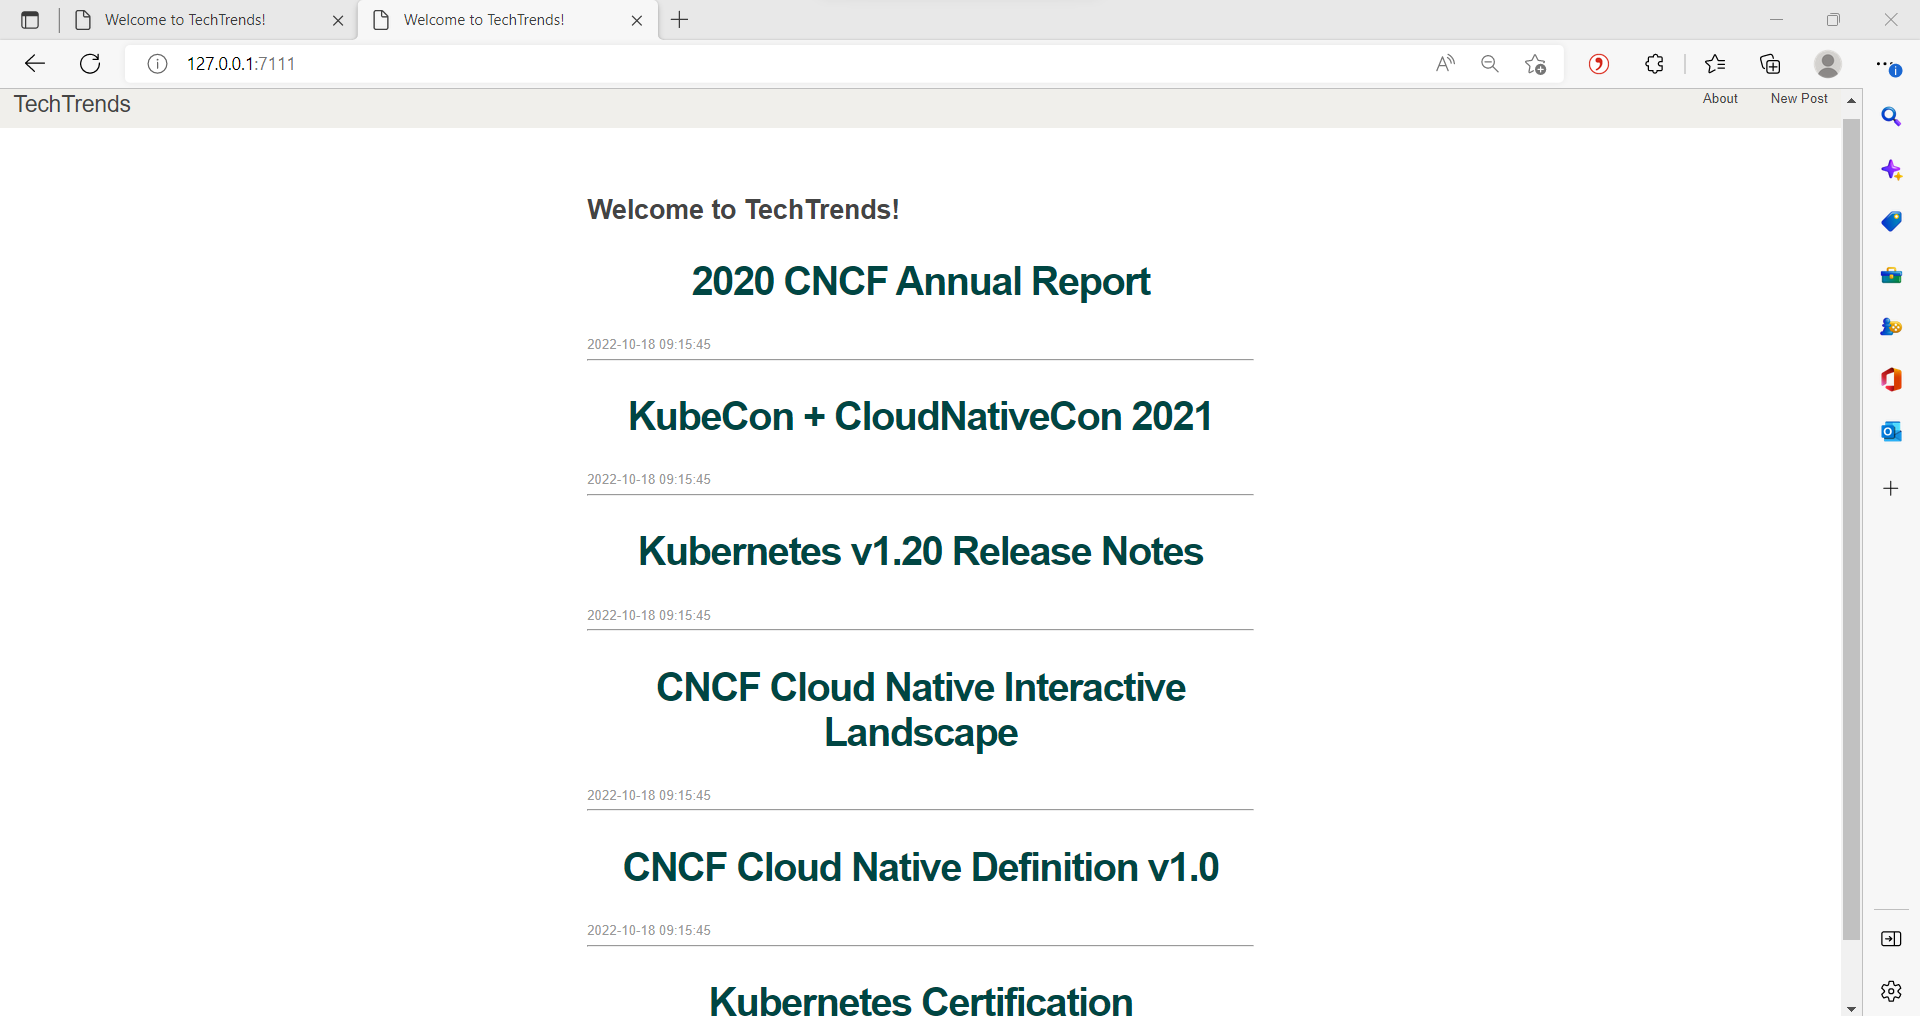 Welcome to TechTrends!
Welcome to TechTrends!
127.0.0.1:7111
TechTrends
About
New Post
Welcome to TechTrends!
2020 CNCF Annual Report
2022-10-18 09:15:45
KubeCon + CloudNativeCon 2021
2022-10-18 09:15:45
Kubernetes v1.20 Release Notes
2022-10-18 09:15:45
CNCF Cloud Native Interactive
Landscape
2022-10-18 09:15:45
CNCF Cloud Native Definition v1.0
2022-10-18 09:15:45
Kubernetes Certification